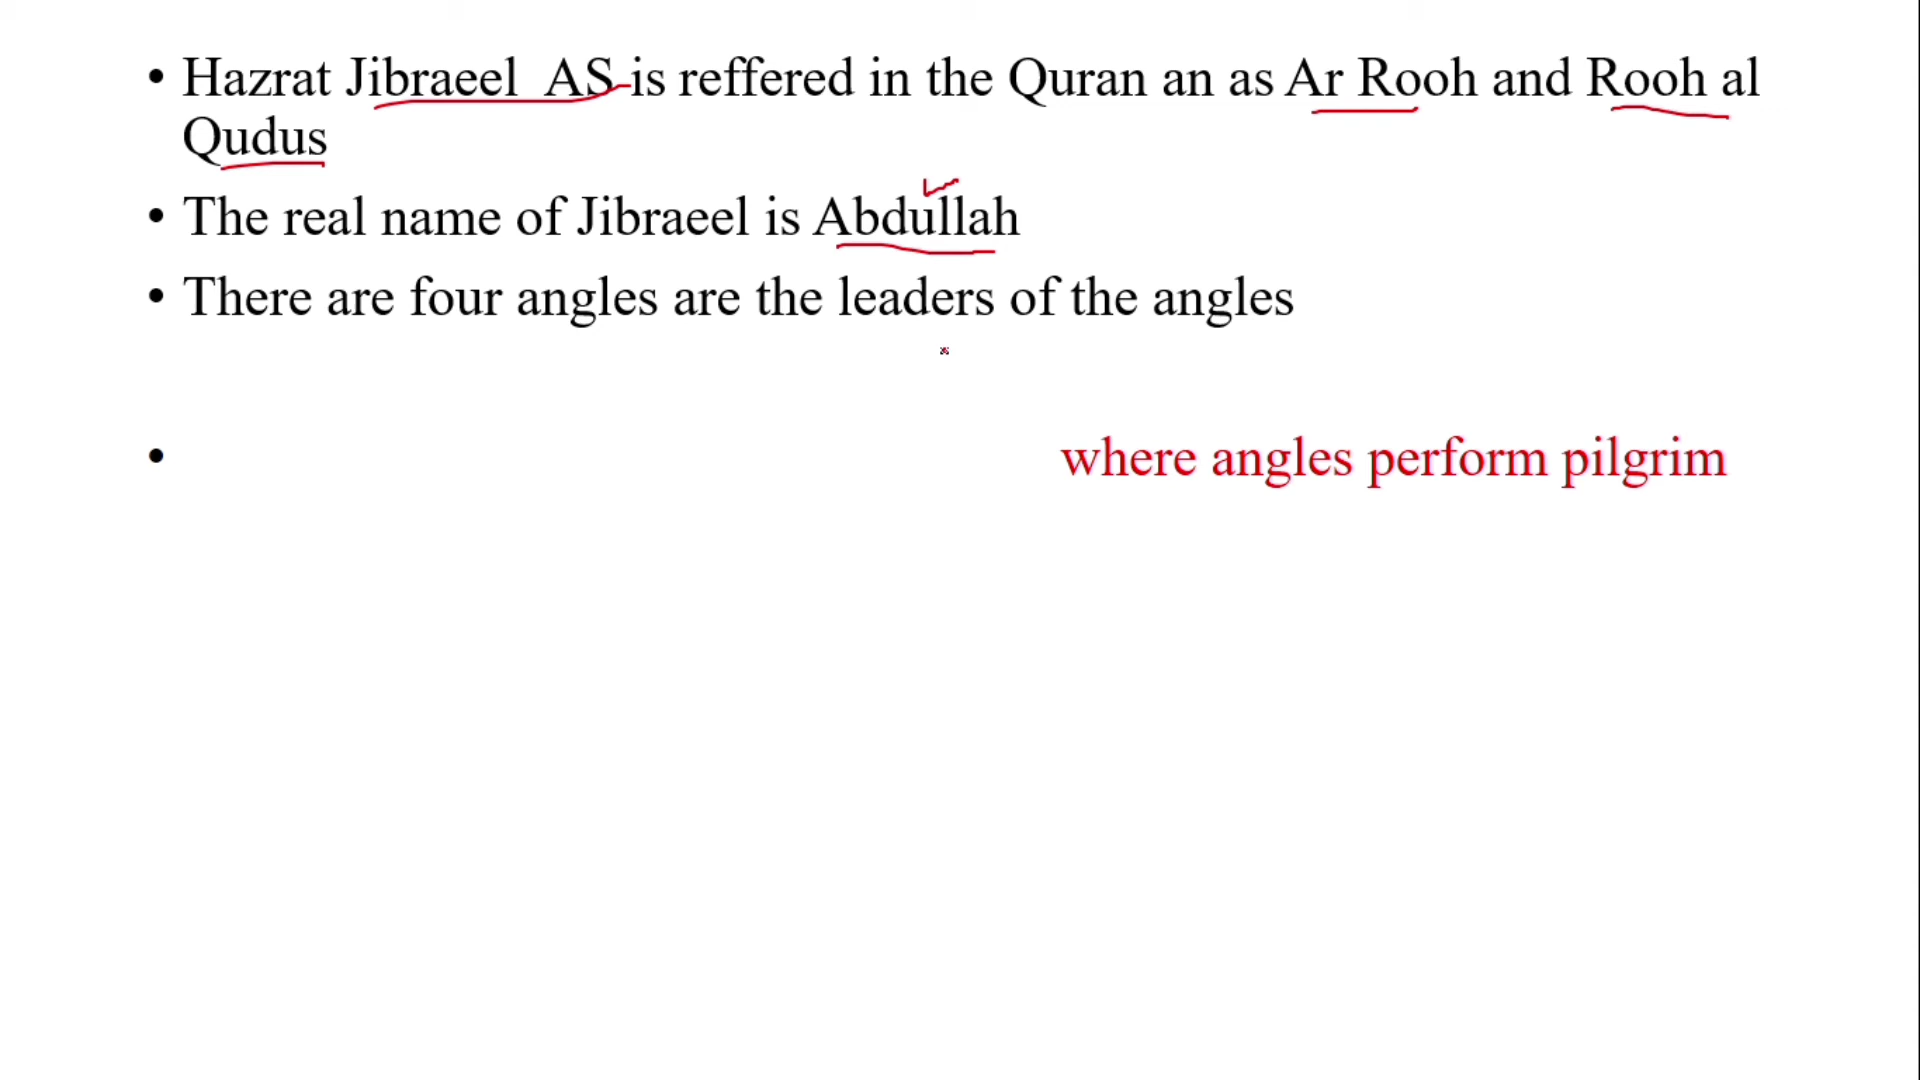 • Hazrat Jibraeel AS is reffered in the Quran an as Ar Rooh and Rooh al
Qudus
• The real name of Jibraeel is Abdullah
• There are four angles are the leaders of the angles
• where angles perform pilgrim